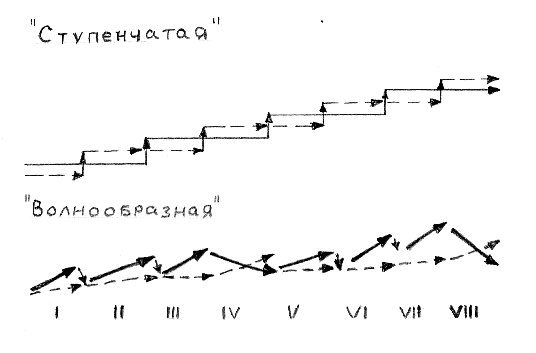 "Ступенчатая"
"Волнообразная"
I II III IV V VI VII VIII